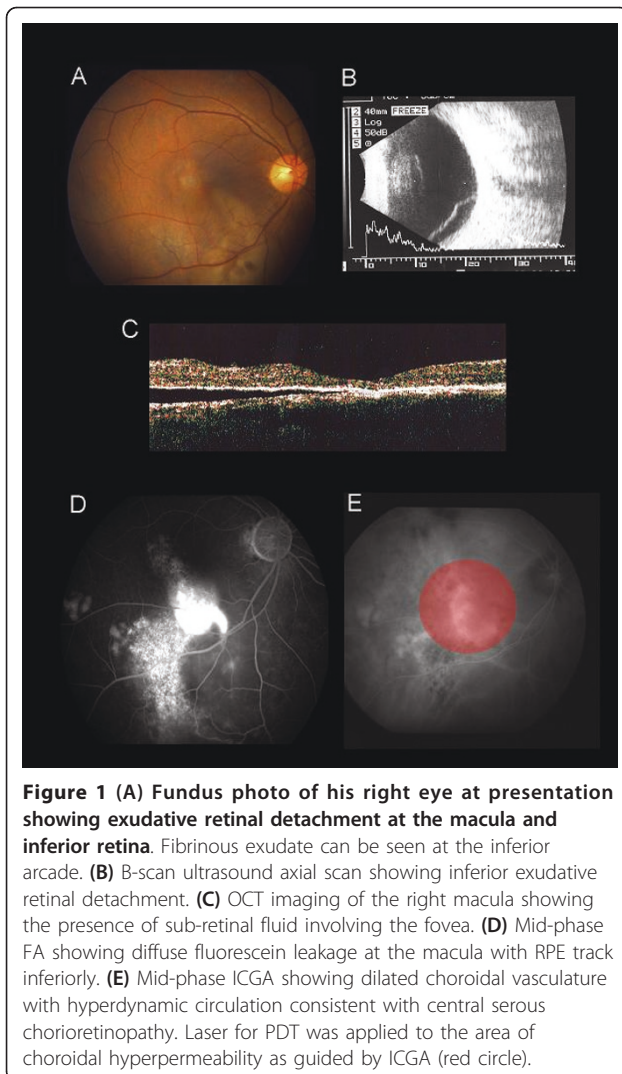 A
B
2 40mm FREEZE
3 Log
4 50dB
5
0 10 20 30
C
D
E
Figure 1 (A) Fundus photo of his right eye at presentation
showing exudative retinal detachment at the macula and
inferior retina. Fibrinous exudate can be seen at the inferior
arcade. (B) B-scan ultrasound axial scan showing inferior exudative
retinal detachment. (C) OCT imaging of the right macula showing
the presence of sub-retinal fluid involving the fovea. (D) Mid-phase
FA showing diffuse fluorescein leakage at the macula with RPE track
inferiorly. (E) Mid-phase ICGA showing dilated choroidal vasculature
with hyperdynamic circulation consistent with central serous
chorioretinopathy. Laser for PDT was applied to the area of
choroidal hyperpermeability as guided by ICGA (red circle).